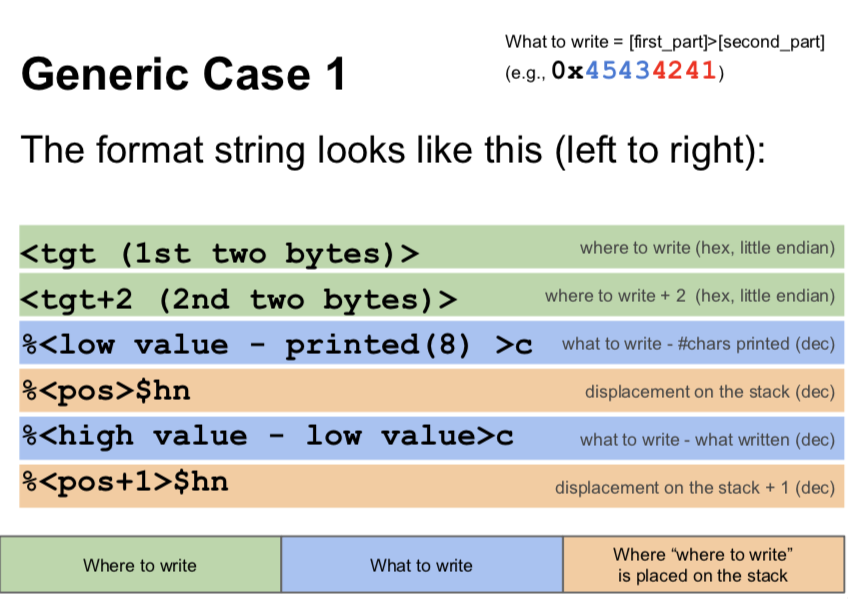 What to write = [first_part]>[second_part]
(e.g., 0x45434241)
Generic Case 1
The format string looks like this (left to right):
<tgt (1st two bytes)> where to write (hex, little endian)
<tgt+2 (2nd two bytes)> where to write + 2 (hex, little endian)
%<low value - printed(8) >c what to write - #chars printed (dec)
%<pos>$hn displacement on the stack (dec)
%<high value - low value>c what to write - what written (dec)
%<pos+1>$hn displacement on the stack + 1 (dec)
Where to write
What to write
Where “where to write”
is placed on the stack